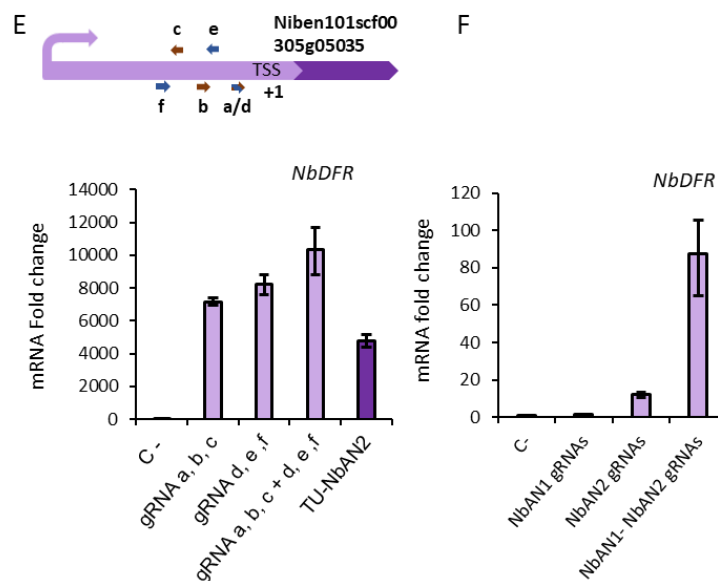 E
Niben101scf00
305g05035
c e
TSS
+1
f b a/d
NbDFR
mRNA Fold change
14000
12000
10000
8000
6000
4000
2000
0
C -
gRNA a, b, c
gRNA d, e ,f
gRNA a, b, c + d, e ,f
TU-NbAN2
F
NbDFR
mRNA fold change
120
100
80
60
40
20
0
C-
NbAN1 gRNAs
NbAN2 gRNAs
NbAN1- NbAN2 gRNAs